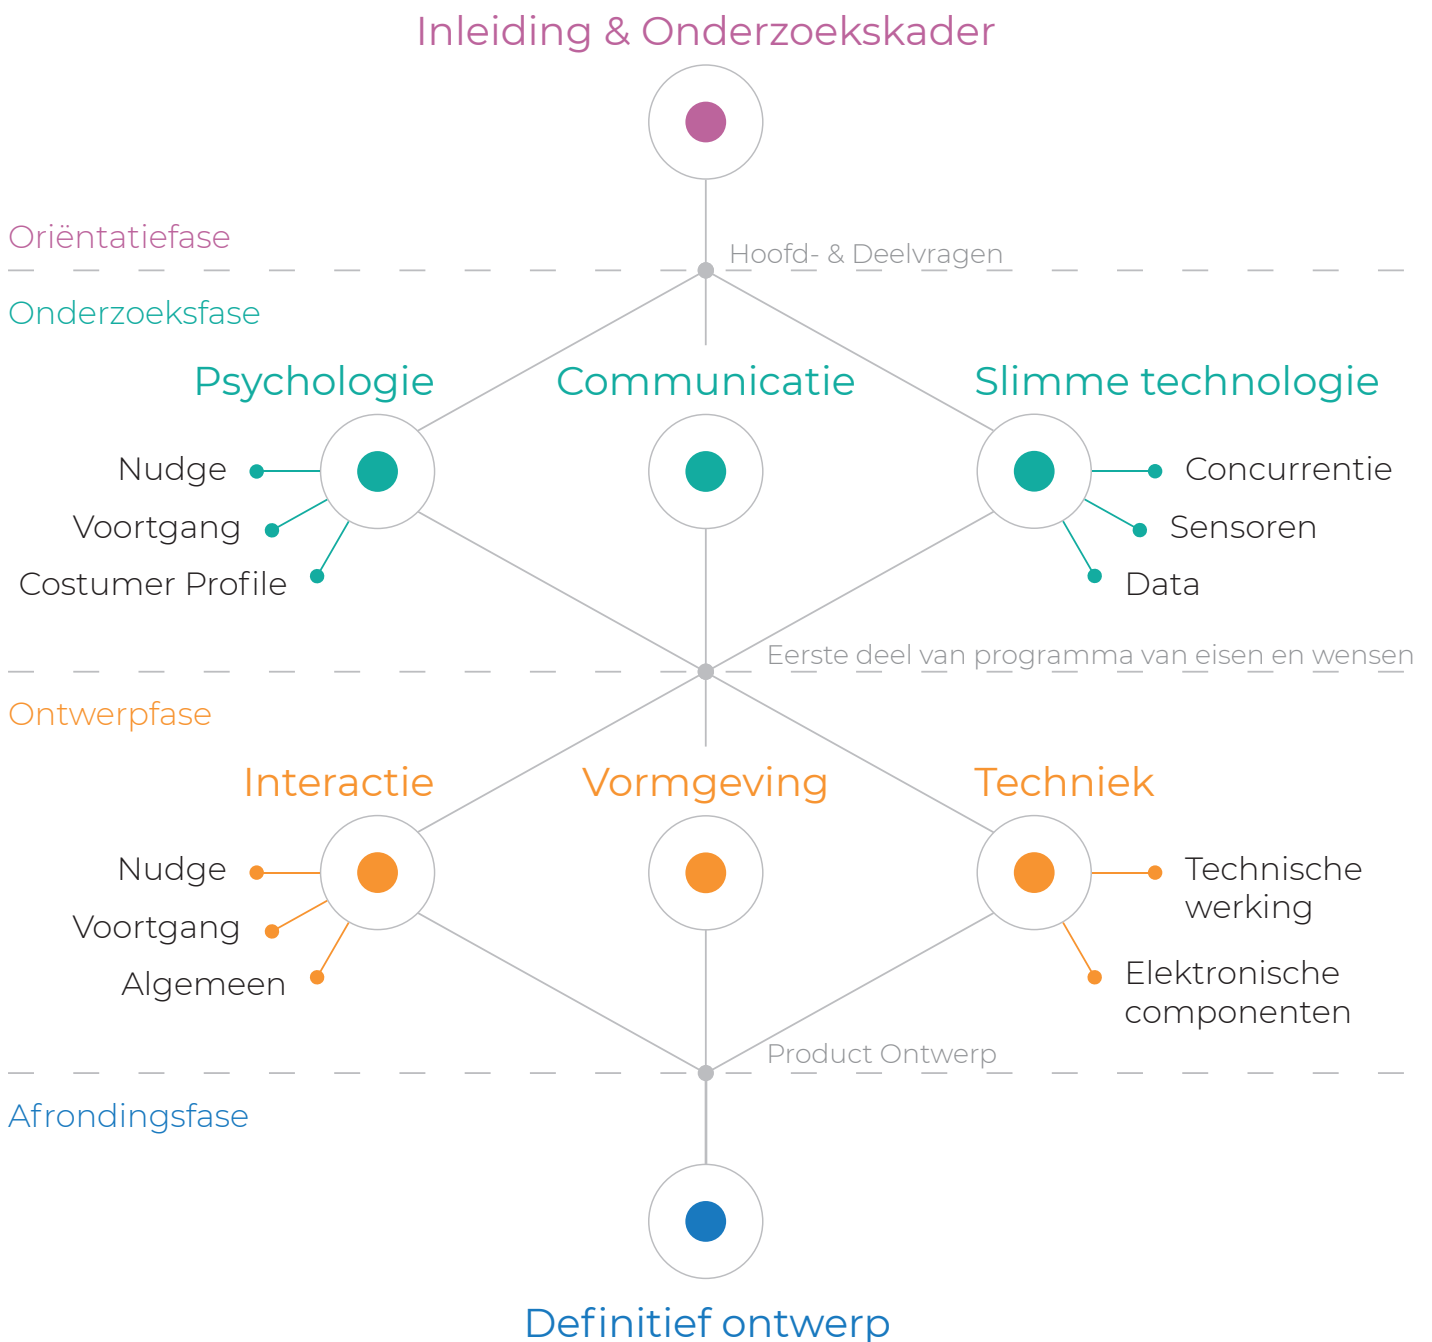 Inleiding & Onderzoekskader
Oriëntatiefase
Hoofd- & Deelvragen
Onderzoeksfase
Psychologie
Communicatie
Slimme technologie
Nudge
Voortgang
Costumer Profile
Concurrentie
Sensoren
Data
Eerste deel van programma van eisen en wensen
Ontwerpfase
Interactie
Vormgeving
Techniek
Nudge
Voortgang
Algemeen
Technische
werking
Elektronische
componenten
Product Ontwerp
Afrondingsfase
Definitief ontwerp